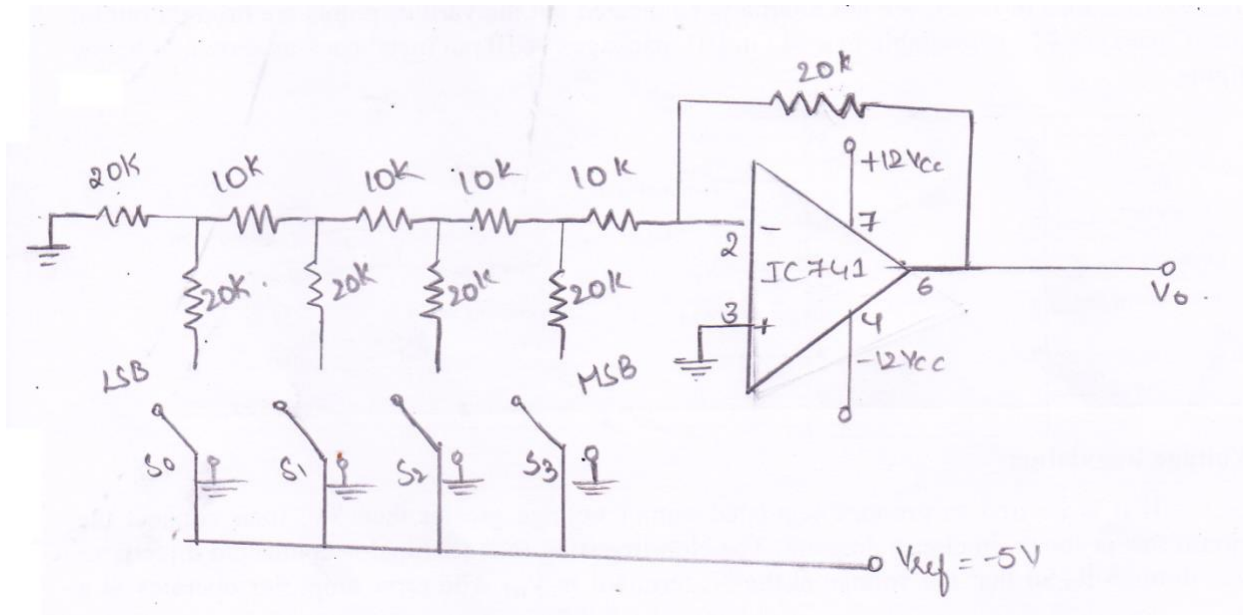 20K
+12Vcc
20K
10K
10K
10K
10K
2
-
7
IC741
6
Vo.
20K.
20K
20K
20K
3
+
4
-12Vcc
LSB
MSB
S0
S1
S2
S3
Vref = -5V